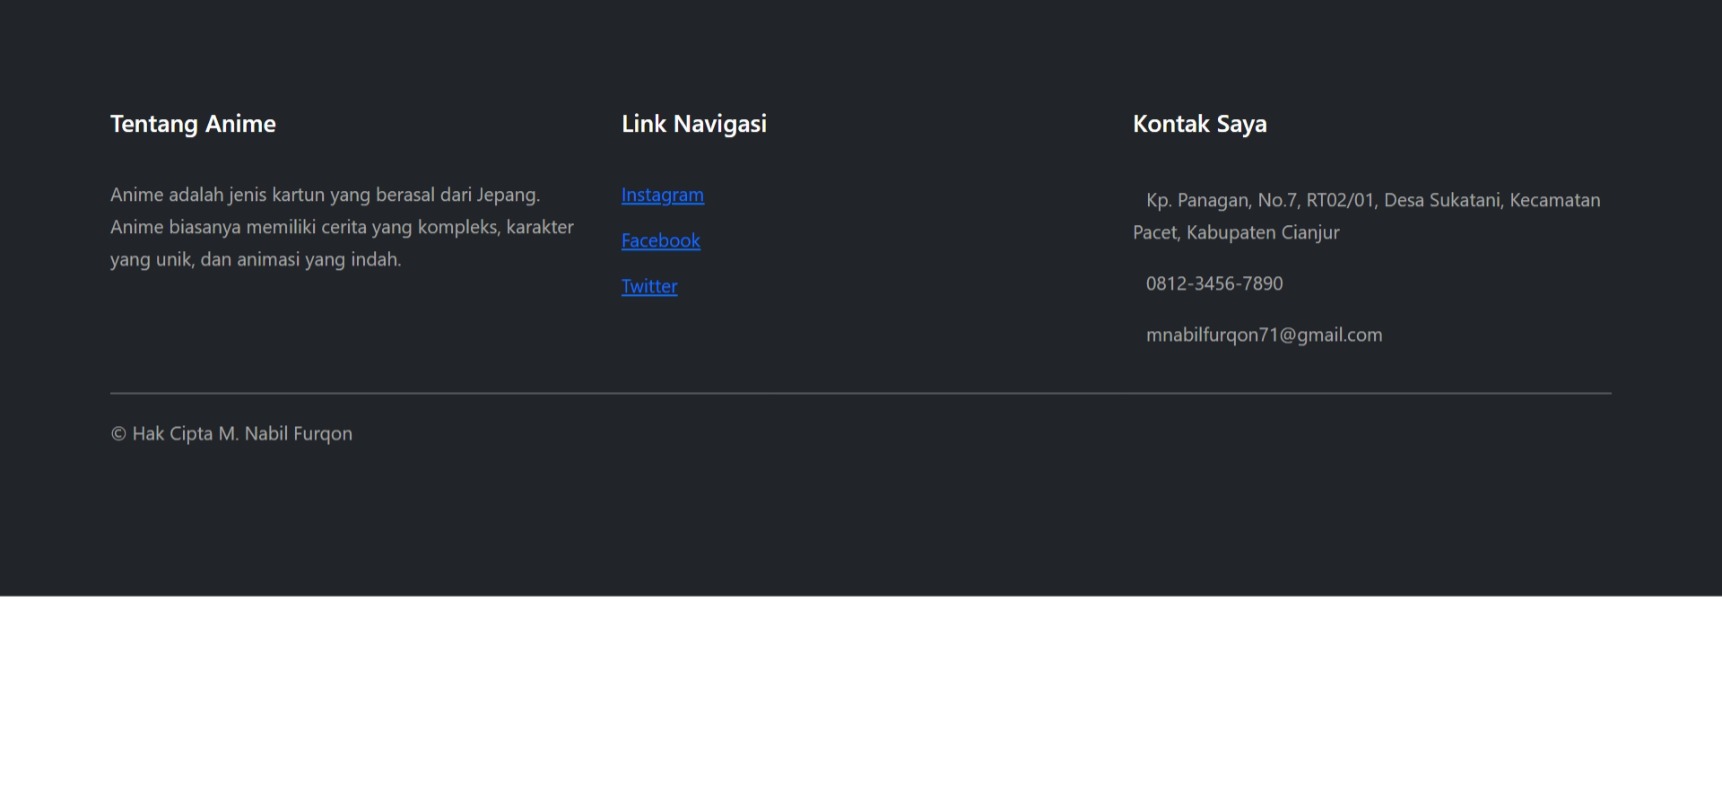 Tentang Anime
Anime adalah jenis kartun yang berasal dari Jepang.
Anime biasanya memiliki cerita yang kompleks, karakter
yang unik, dan animasi yang indah.
Link Navigasi
Instagram
Facebook
Twitter
Kontak Saya
Kp. Panagan, No.7, RT02/01, Desa Sukatani, Kecamatan
Pacet, Kabupaten Cianjur
0812-3456-7890
mnabilfurqon71@gmail.com
© Hak Cipta M. Nabil Furqon